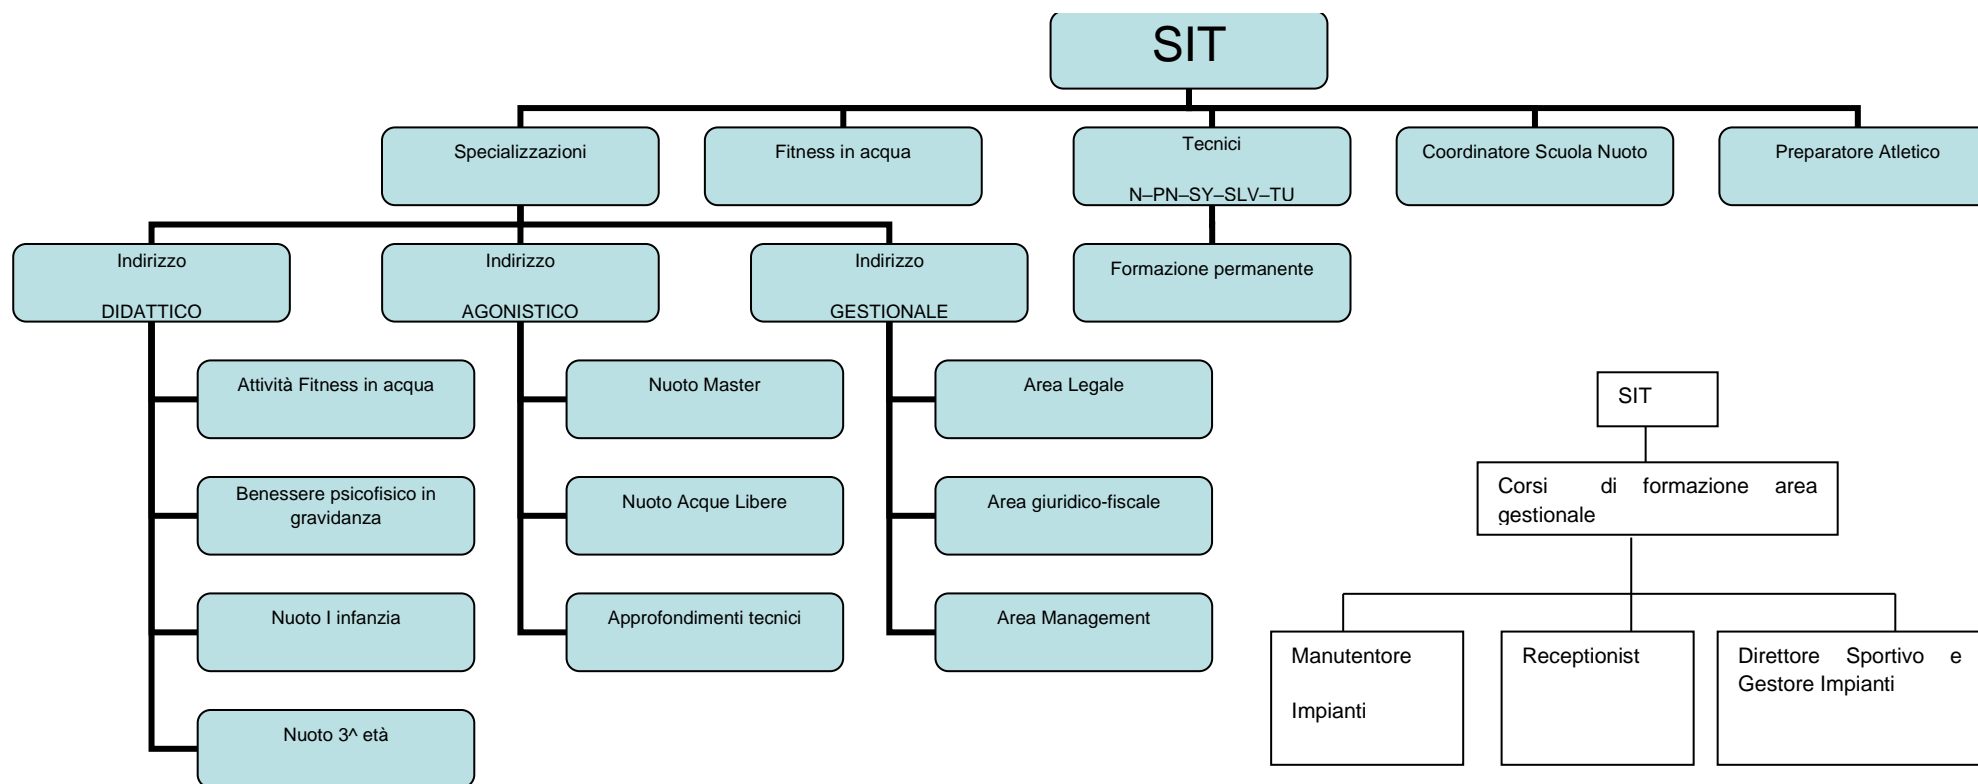 SIT
Specializzazioni
Fitness in acqua
Tecnici
N–PN–SY–SLV–TU
Coordinatore Scuola Nuoto
Preparatore Atletico
Indirizzo
DIDATTICO
Indirizzo
AGONISTICO
Indirizzo
GESTIONALE
Formazione permanente
Attività Fitness in acqua
Benessere psicofisico in
gravidanza
Nuoto I infanzia
Nuoto 3^ età
Nuoto Master
Nuoto Acque Libere
Approfondimenti tecnici
Area Legale
Area giuridico-fiscale
Area Management
SIT
Corsi di formazione area
gestionale
Manutentore
Impianti
Receptionist
Direttore Sportivo e
Gestore Impianti